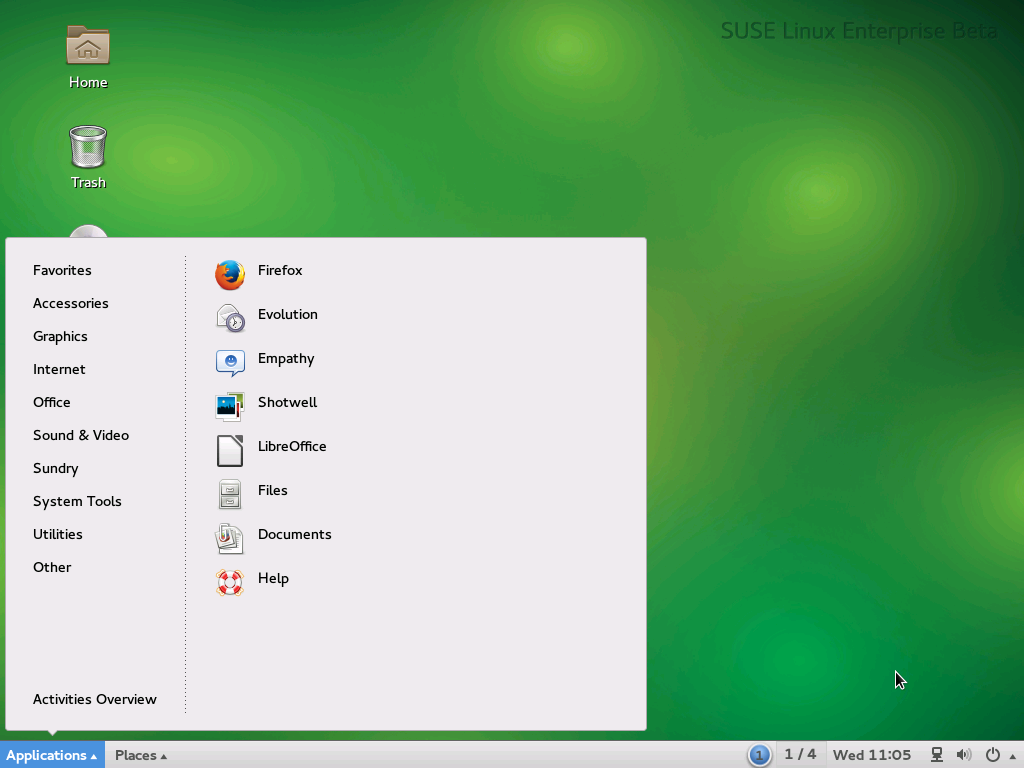 SUSE Linux Enterprise Beta
Home
Trash
Favorites
Accessories
Graphics
Internet
Office
Sound & Video
Sundry
System Tools
Utilities
Other
Activities Overview
Firefox
Evolution
Empathy
Shotwell
LibreOffice
Files
Documents
Help
Applications
Places
1
1 / 4
Wed 11:05